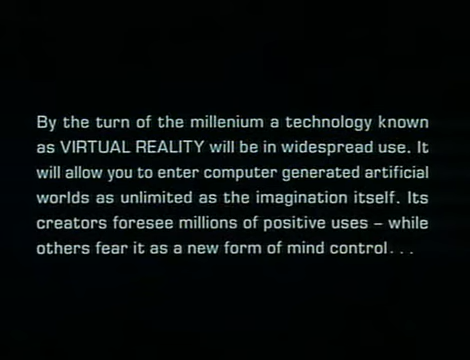 By the turn of the millenium a technology known
as VIRTUAL REALITY will be in widespread use. It
will allow you to enter computer generated artificial
worlds as unlimited as the imagination itself. Its
creators foresee millions of positive uses – while
others fear it as a new form of mind control. . .